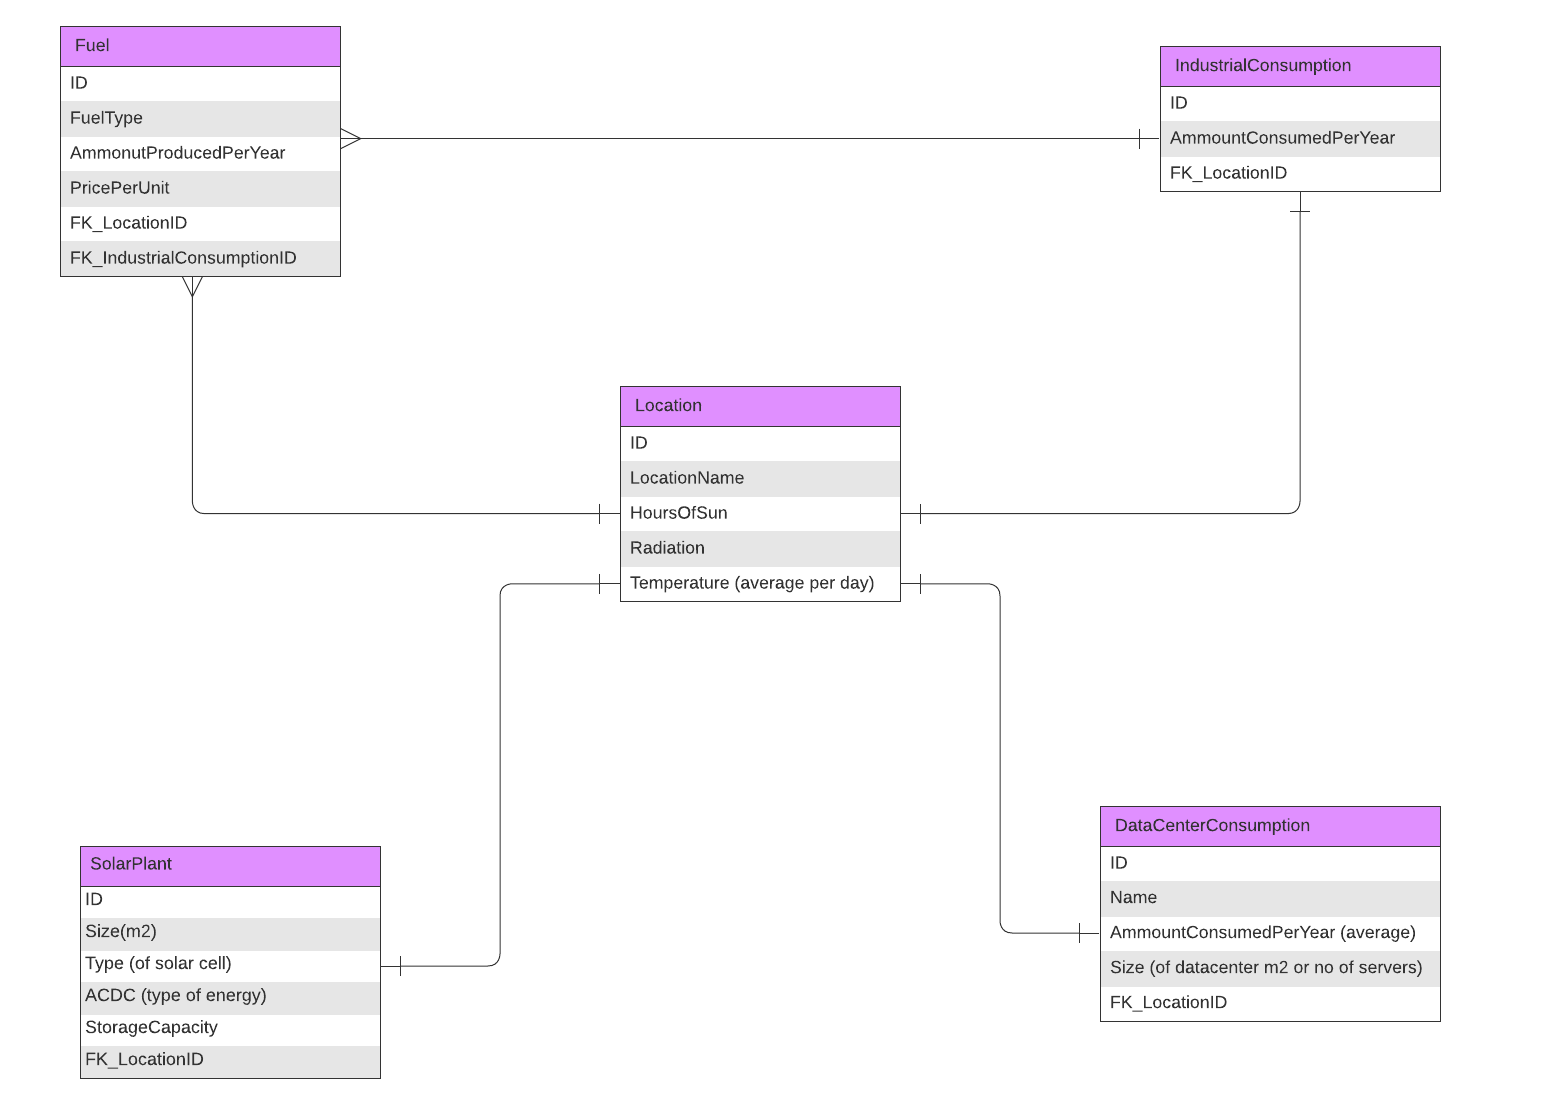 Fuel
ID
FuelType
AmmonutProducedPerYear
PricePerUnit
FK_LocationID
FK_IndustrialConsumptionID
IndustrialConsumption
ID
AmmountConsumedPerYear
FK_LocationID
Location
ID
LocationName
HoursOfSun
Radiation
Temperature (average per day)
SolarPlant
ID
Size(m2)
Type (of solar cell)
ACDC (type of energy)
StorageCapacity
FK_LocationID
DataCenterConsumption
ID
Name
AmmountConsumedPerYear (average)
Size (of datacenter m2 or no of servers)
FK_LocationID